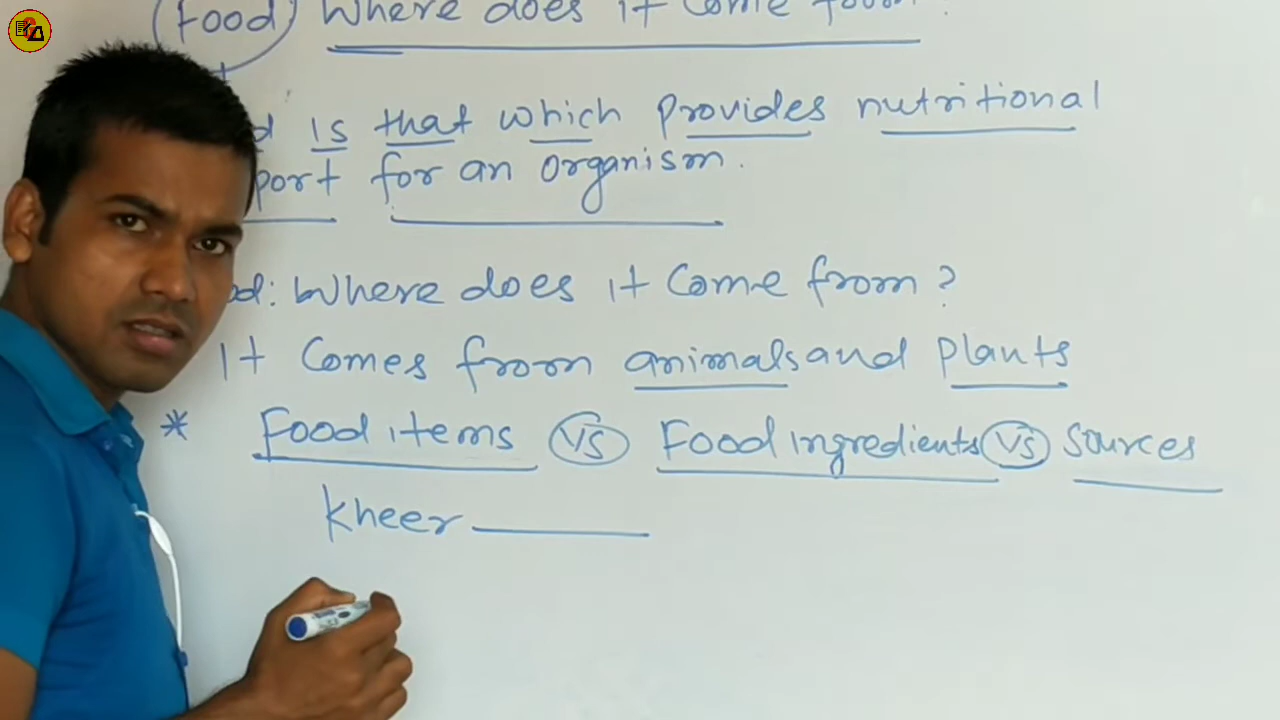 Food Where does it come from?
is that which provides nutritional
port for an organism.
od: Where does it come from?
It comes from animals and plants
* Food items vs Food ingredients vs Sources
kheer